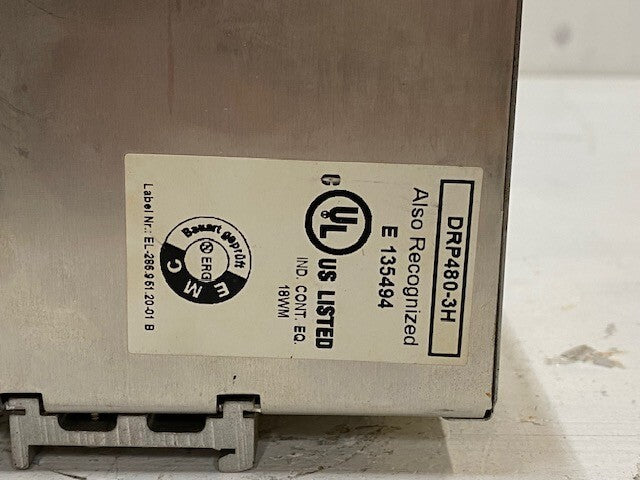 DRP480-3H
Also Recognized
E 135494
C UL US LISTED
IND. CONT. EQ.
18WM
Bauart geprüft
ERG
EMC
Label Nr.: EL-286.961.20-01 B